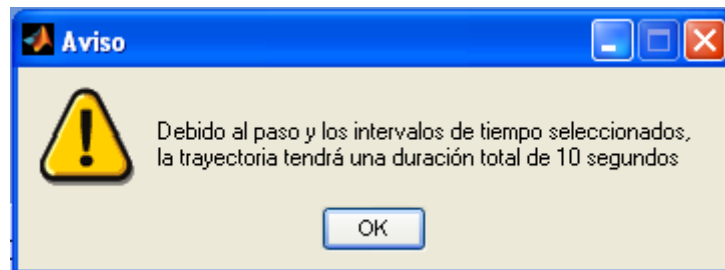 Aviso
Debido al paso y los intervalos de tiempo seleccionados,
la trayectoria tendrá una duración total de 10 segundos
OK